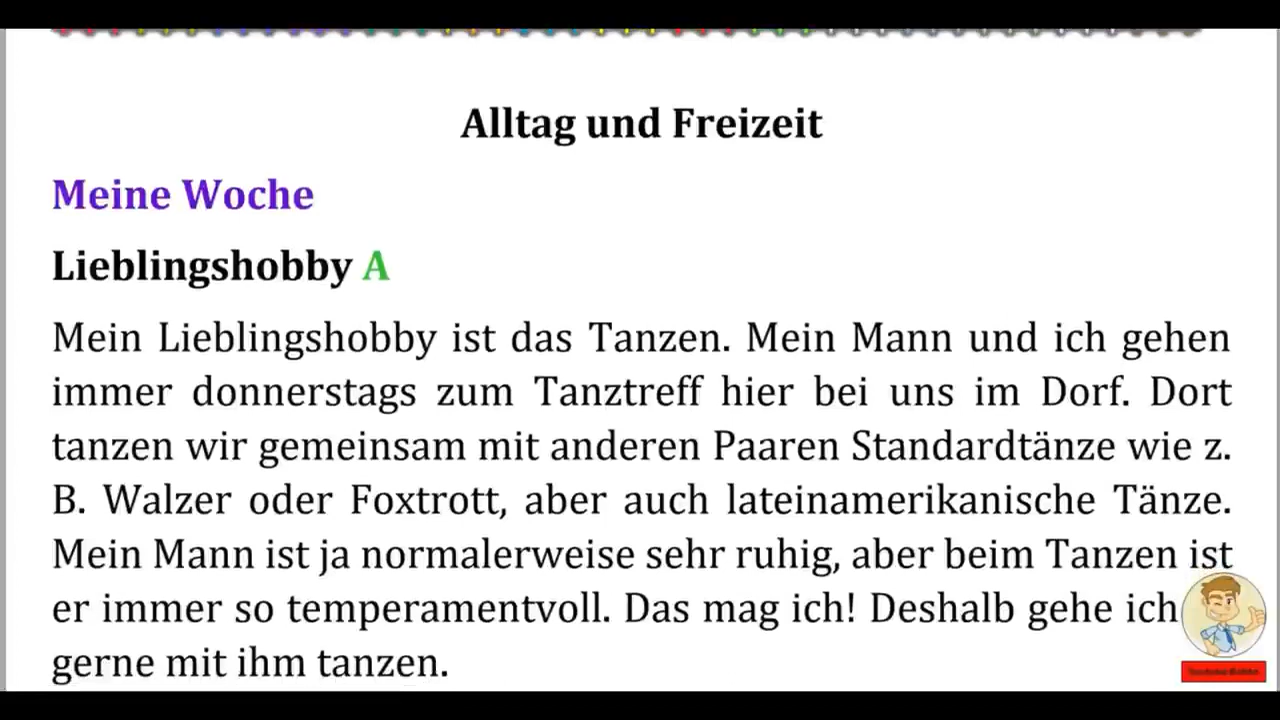 Alltag und Freizeit
Meine Woche
Lieblingshobby A
Mein Lieblingshobby ist das Tanzen. Mein Mann und ich gehen
immer donnerstags zum Tanztreff hier bei uns im Dorf. Dort
tanzen wir gemeinsam mit anderen Paaren Standardtänze wie z.
B. Walzer oder Foxtrott, aber auch lateinamerikanische Tänze.
Mein Mann ist ja normalerweise sehr ruhig, aber beim Tanzen ist
er immer so temperamentvoll. Das mag ich! Deshalb gehe ich
gerne mit ihm tanzen.